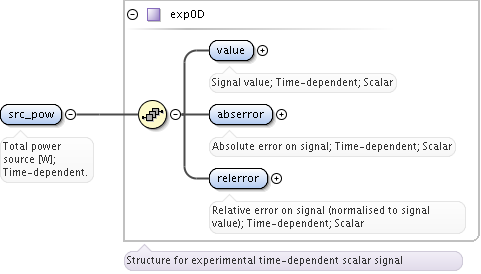 exp0D
value
Signal value; Time-dependent; Scalar
src_pow
Total power
source [W];
Time-dependent.
abserror
Absolute error on signal; Time-dependent; Scalar
relerror
Relative error on signal (normalised to signal
value); Time-dependent; Scalar
Structure for experimental time-dependent scalar signal